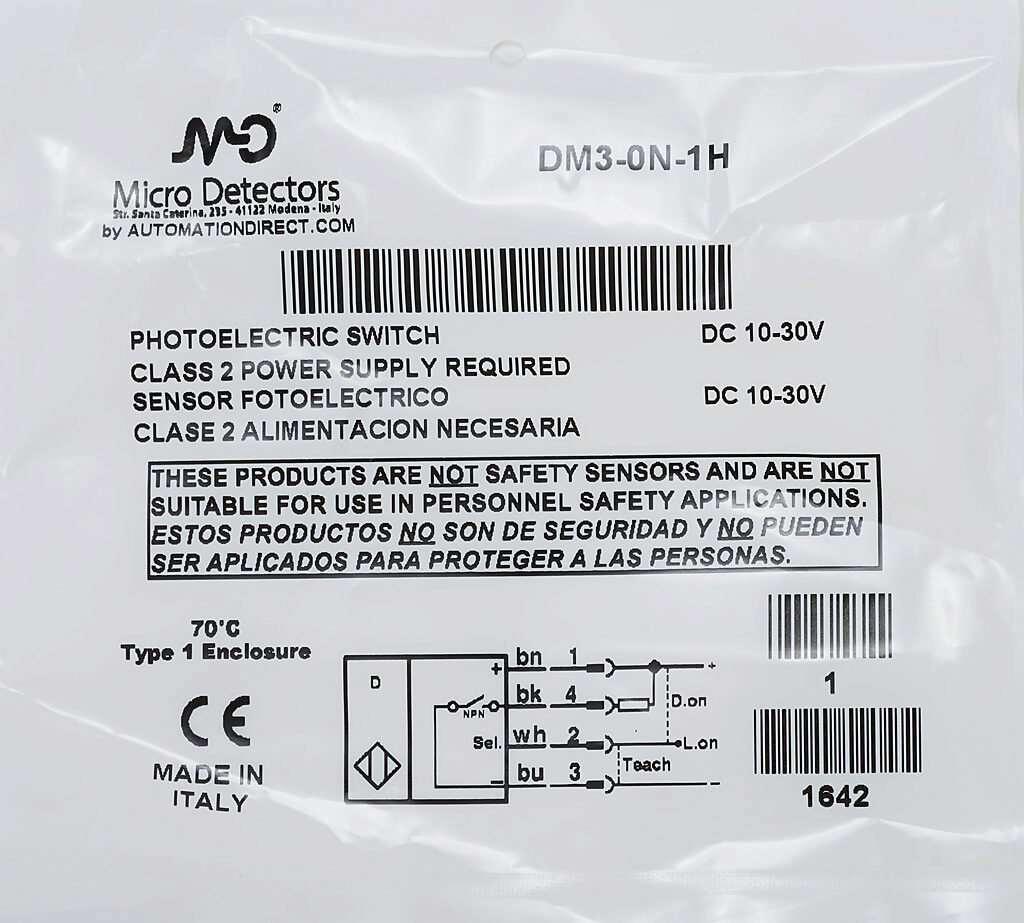 MD®
Micro Detectors
Str. Santa Caterina, 235 - 41122 Modena - Italy
by AUTOMATIONDIRECT.COM
DM3-0N-1H
PHOTOELECTRIC SWITCH DC 10-30V
CLASS 2 POWER SUPPLY REQUIRED
SENSOR FOTOELECTRICO DC 10-30V
CLASE 2 ALIMENTACION NECESARIA
THESE PRODUCTS ARE NOT SAFETY SENSORS AND ARE NOT
SUITABLE FOR USE IN PERSONNEL SAFETY APPLICATIONS.
ESTOS PRODUCTOS NO SON DE SEGURIDAD Y NO PUEDEN
SER APLICADOS PARA PROTEGER A LAS PERSONAS.
70°C
Type 1 Enclosure
CE
MADE IN
ITALY
D
+ bn 1 +
NPN bk 4 D.on
Sel. wh 2 L.on
Teach
- bu 3 -
1
1642